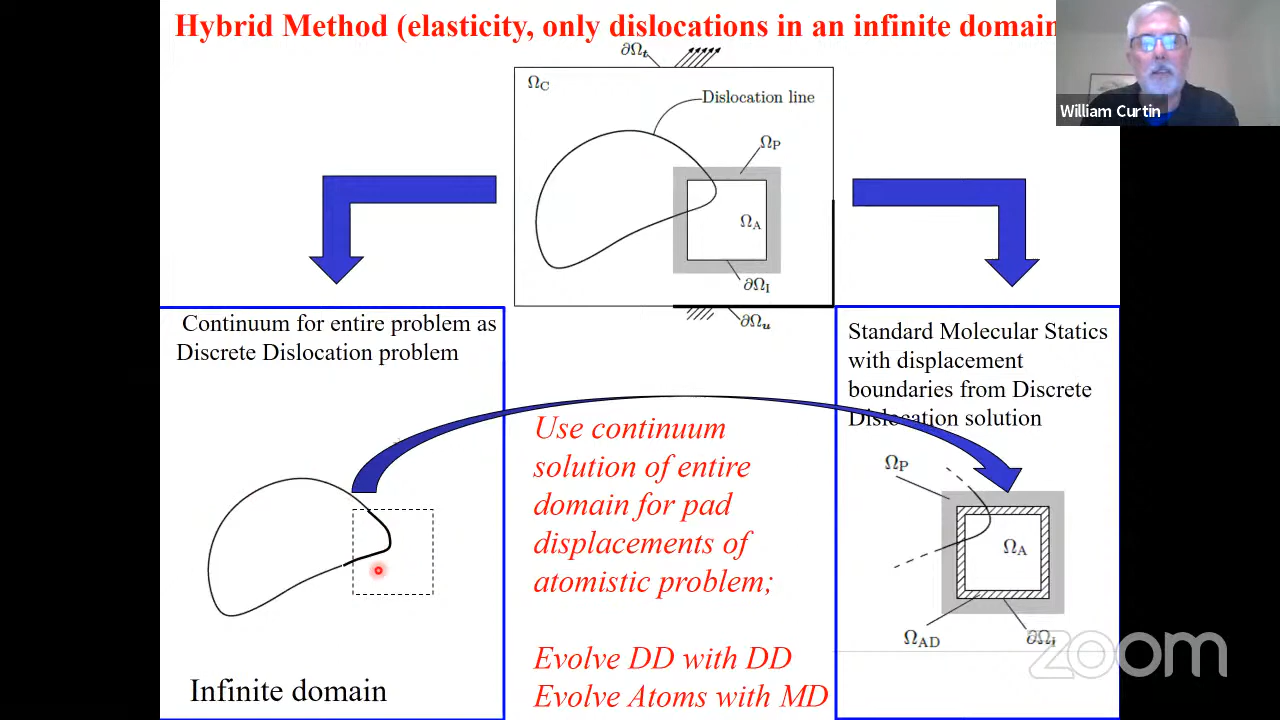 Hybrid Method (elasticity, only dislocations in an infinite domain
William Curtin
∂Ωt
ΩC
Dislocation line
ΩP
ΩA
∂ΩI
∂Ωu
Continuum for entire problem as
Discrete Dislocation problem
Infinite domain
Use continuum
solution of entire
domain for pad
displacements of
atomistic problem;
Evolve DD with DD
Evolve Atoms with MD
Standard Molecular Statics
with displacement
boundaries from Discrete
Dislocation solution
ΩP
ΩA
ΩAD
∂ΩI
zoom